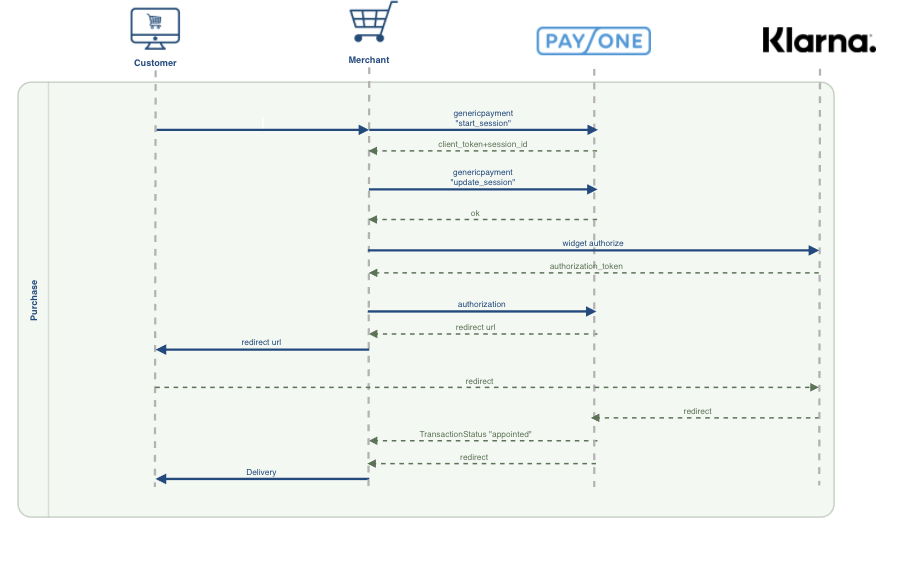 PAY/ONE
Klarna.
Customer
Merchant
genericpayment
"start_session"
client_token+session_id
genericpayment
"update_session"
ok
widget authorize
authorization_token
authorization
redirect url
redirect url
redirect
redirect
TransactionStatus "appointed"
redirect
Delivery
Purchase